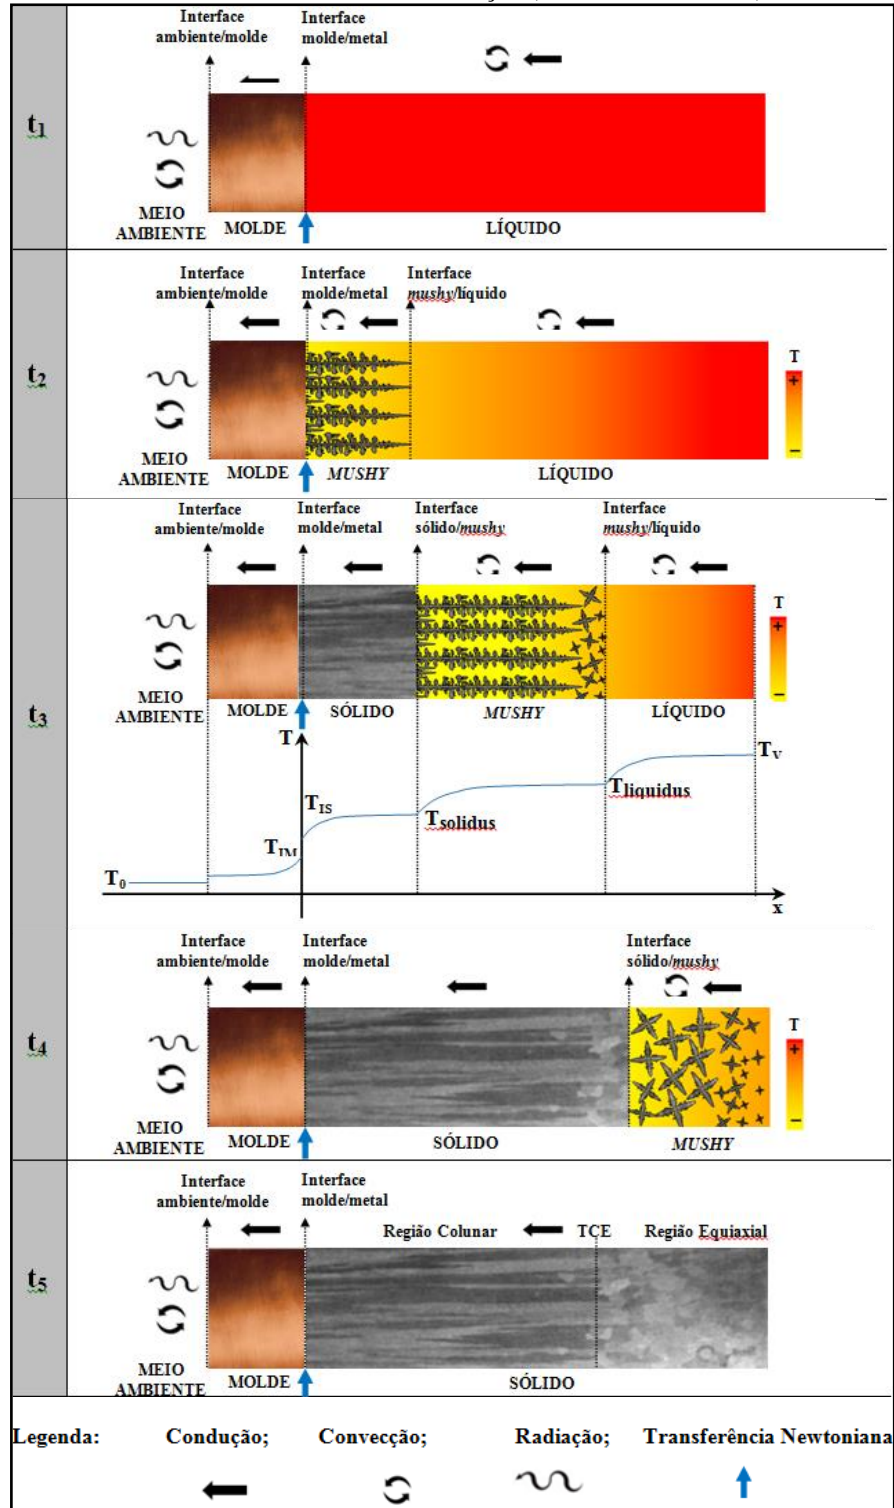 Interface
ambiente/molde
Interface
molde/metal
t1
MEIO
AMBIENTE
MOLDE
LÍQUIDO
Interface
ambiente/molde
Interface
molde/metal
Interface
mushy/líquido
t2
T
+
−
MEIO
AMBIENTE
MOLDE
MUSHY
LÍQUIDO
Interface
ambiente/molde
Interface
molde/metal
Interface
sólido/mushy
Interface
mushy/líquido
t3
T
+
−
MEIO
AMBIENTE
MOLDE
SÓLIDO
MUSHY
LÍQUIDO
T
TV
Tliquidus
TIS
Tsolidus
TIM
T0
x
Interface
ambiente/molde
Interface
molde/metal
Interface
sólido/mushy
t4
T
+
−
MEIO
AMBIENTE
MOLDE
SÓLIDO
MUSHY
Interface
ambiente/molde
Interface
molde/metal
Região Colunar
TCE
Região Equiaxial
t5
MEIO
AMBIENTE
MOLDE
SÓLIDO
Legenda: Condução; Convecção; Radiação; Transferência Newtoniana